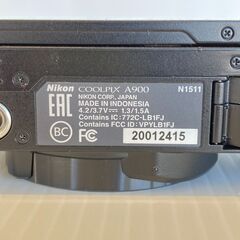 Nikon COOLPIX A900 N1511
NIKON CORP. JAPAN
MADE IN INDONESIA
EAC 4.2/3.7V⎓1.3/1.5A
Contains IC:772C-LB1FJ
Contains FCC ID:VPYLB1FJ
BC FC 20012415